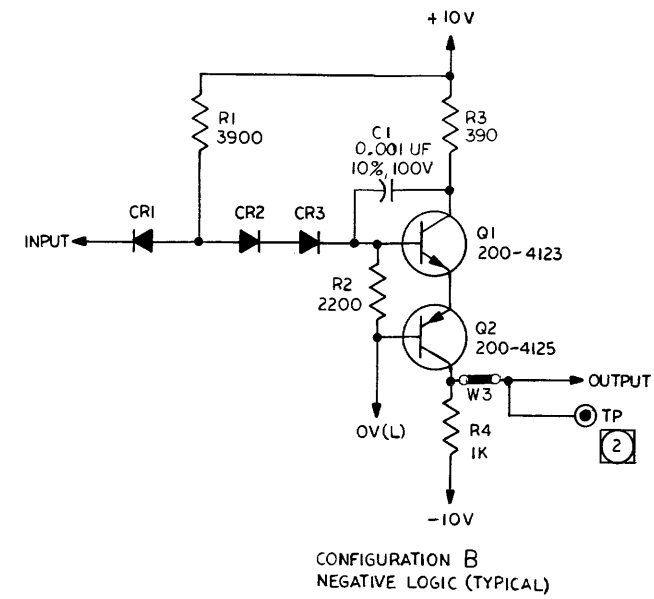 +10V
R1
3900
R3
390
C1
0.001 UF
10%, 100V
CR1
CR2
CR3
INPUT
Q1
200-4123
R2
2200
Q2
200-4125
W3
OUTPUT
TP
2
0V(L)
R4
1K
-10V
CONFIGURATION B
NEGATIVE LOGIC (TYPICAL)